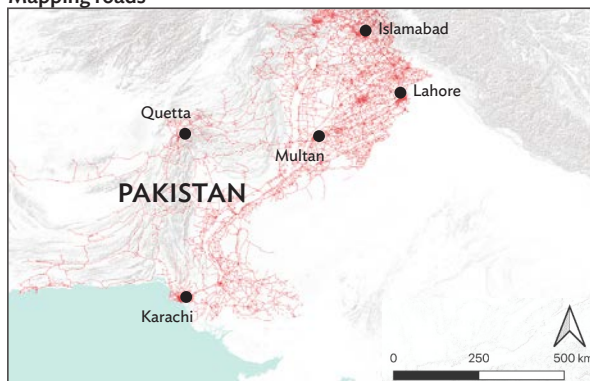 Mapping roads
Islamabad
Lahore
Quetta
Multan
PAKISTAN
Karachi
0 250 500 km